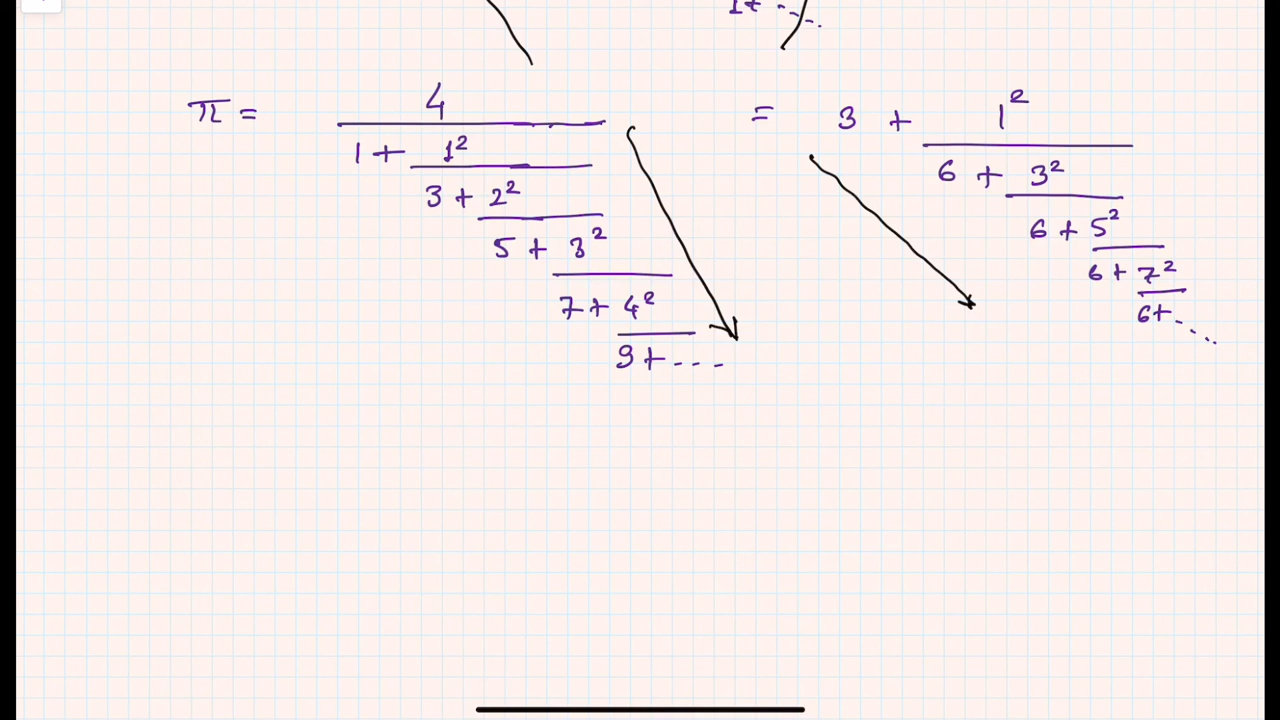 1+ ...
π = 4 = 3 + 1²
1 + 1² 6 + 3²
3 + 2² 6 + 5²
5 + 3² 6 + 7²
7 + 4² 6+ ...
9 + ...